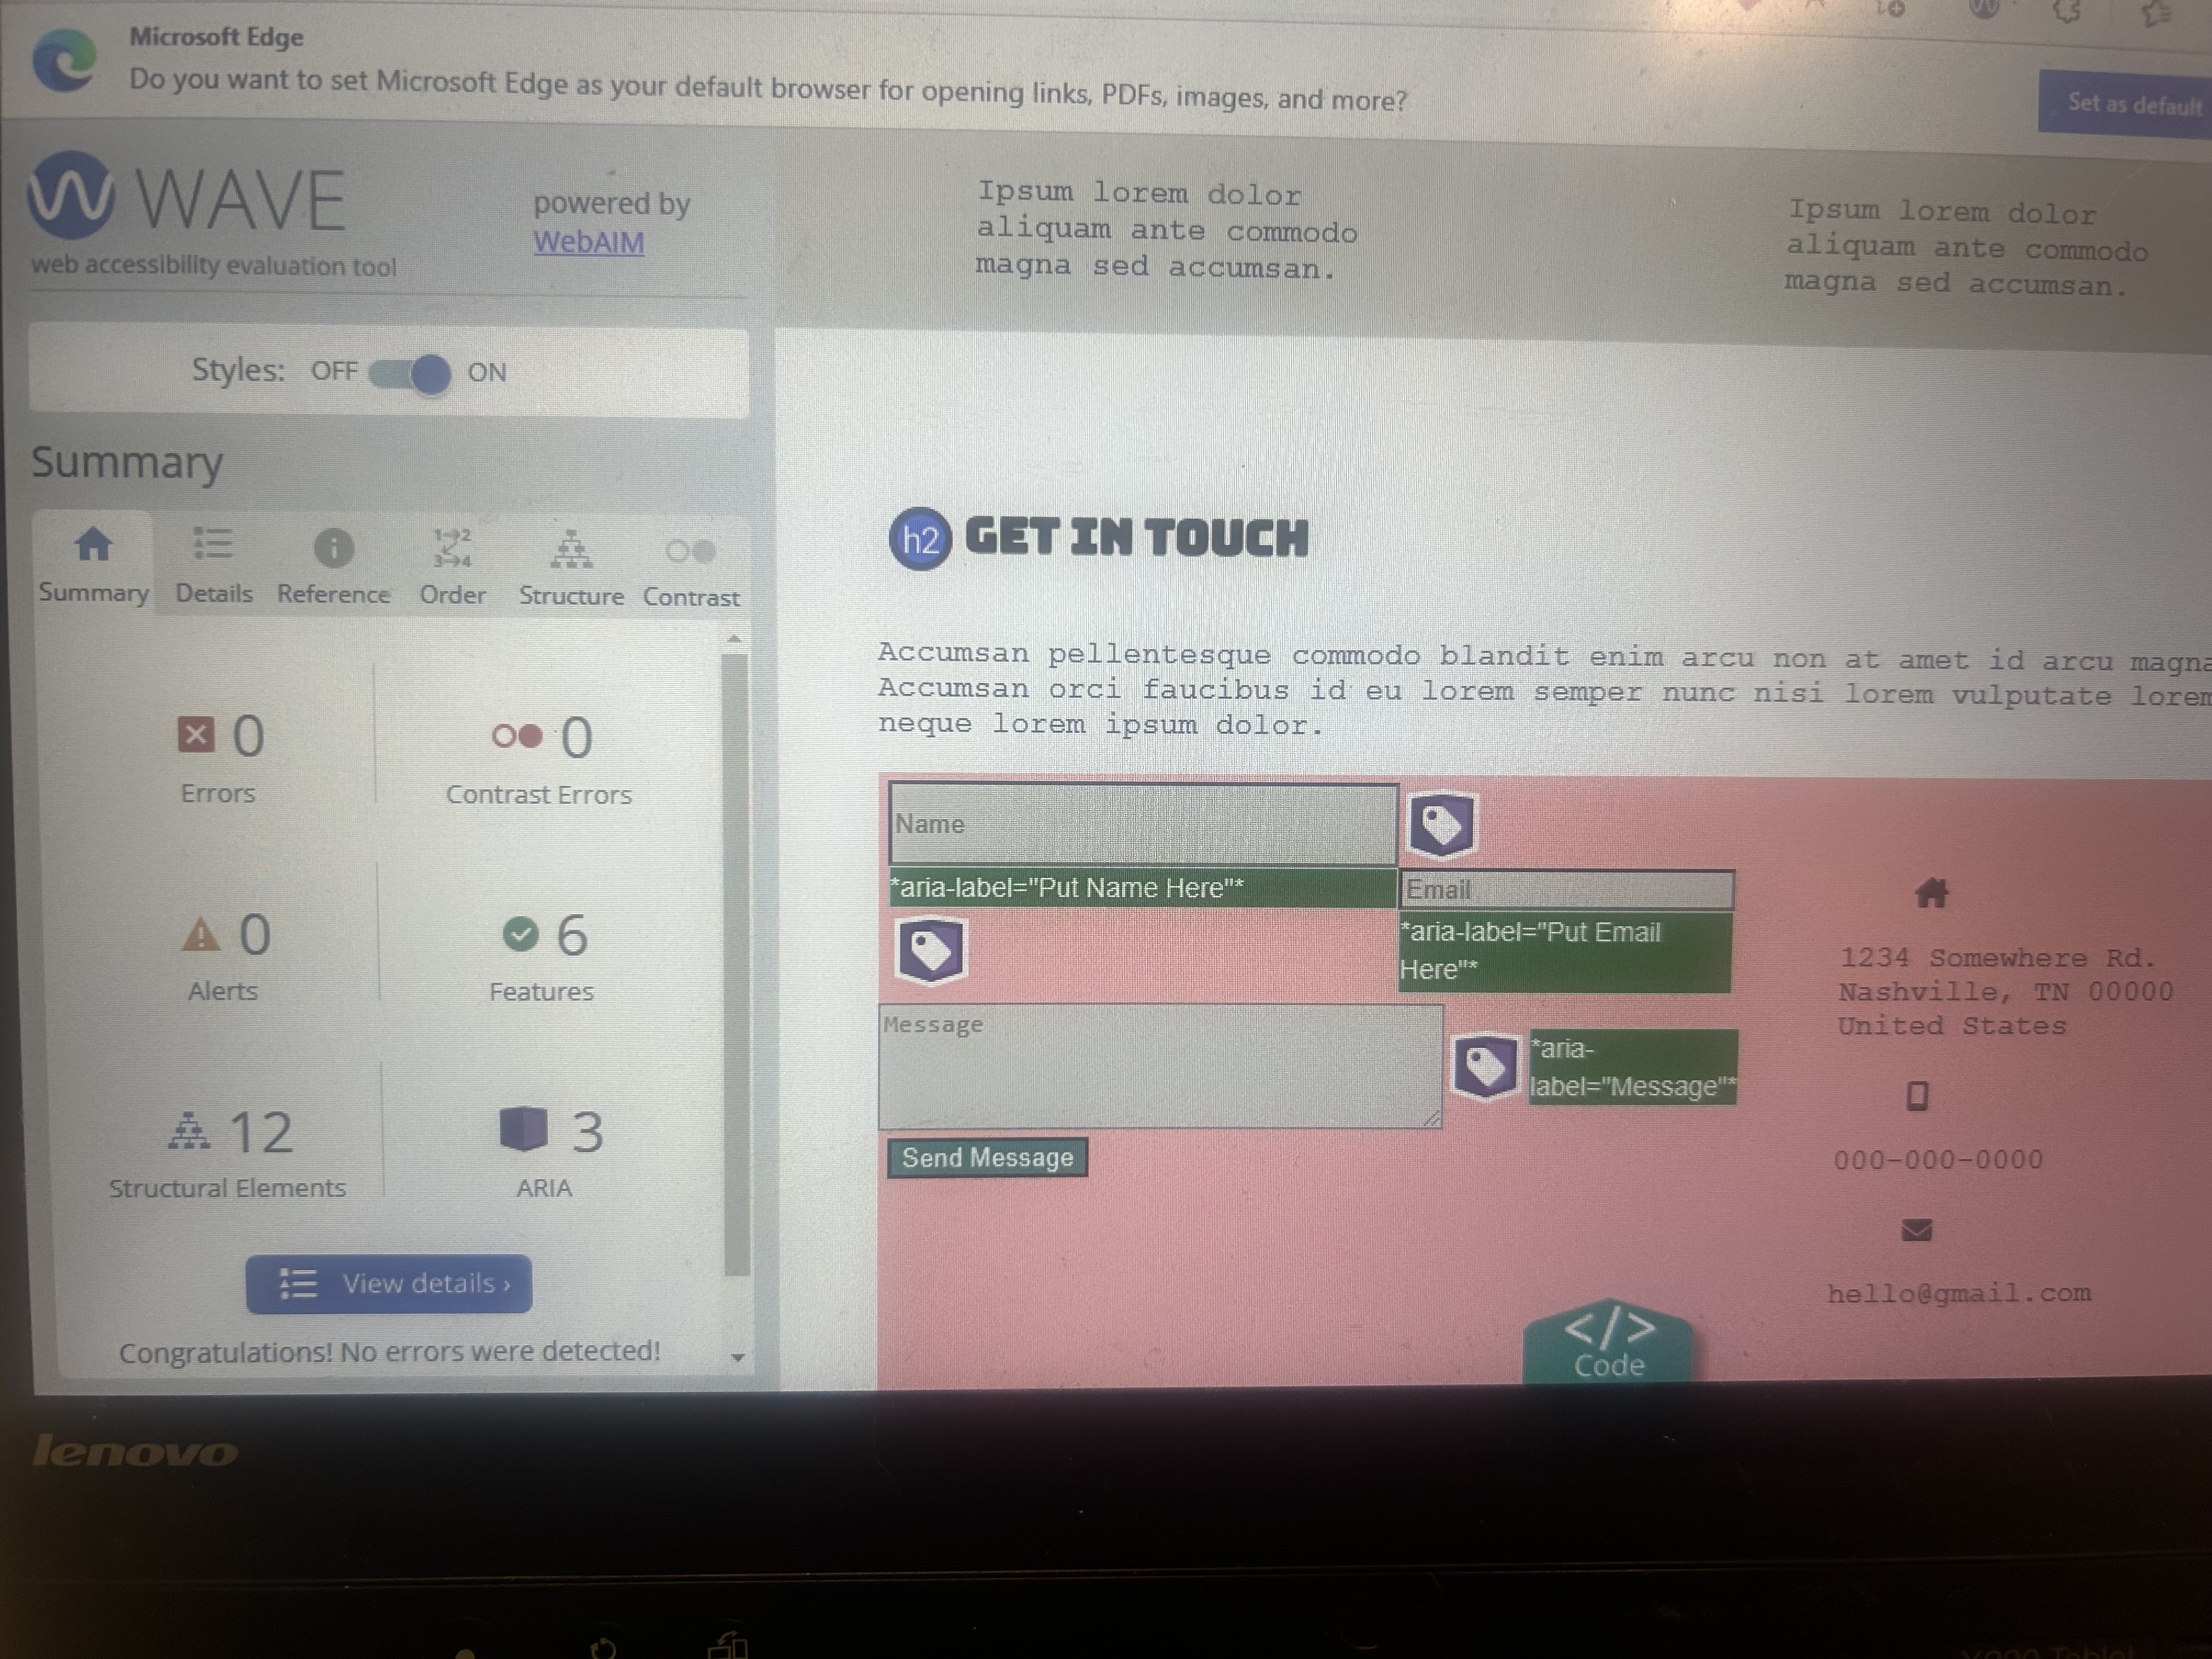 Microsoft Edge
Do you want to set Microsoft Edge as your default browser for opening links, PDFs, images, and more?
Set as default
WAVE
web accessibility evaluation tool
powered by
WebAIM
Styles: OFF ON
Summary
Summary Details Reference Order Structure Contrast
0
Errors
0
Contrast Errors
0
Alerts
6
Features
12
Structural Elements
3
ARIA
View details ›
Congratulations! No errors were detected!
Ipsum lorem dolor
aliquam ante commodo
magna sed accumsan.
Ipsum lorem dolor
aliquam ante commodo
magna sed accumsan.
h2 GET IN TOUCH
Accumsan pellentesque commodo blandit enim arcu non at amet id arcu magna
Accumsan orci faucibus id eu lorem semper nunc nisi lorem vulputate lorem
neque lorem ipsum dolor.
Name
*aria-label="Put Name Here"*
Email
*aria-label="Put Email
Here"*
Message
*aria-
label="Message"*
Send Message
1234 Somewhere Rd.
Nashville, TN 00000
United States
000-000-0000
hello@gmail.com
</>
Code
lenovo